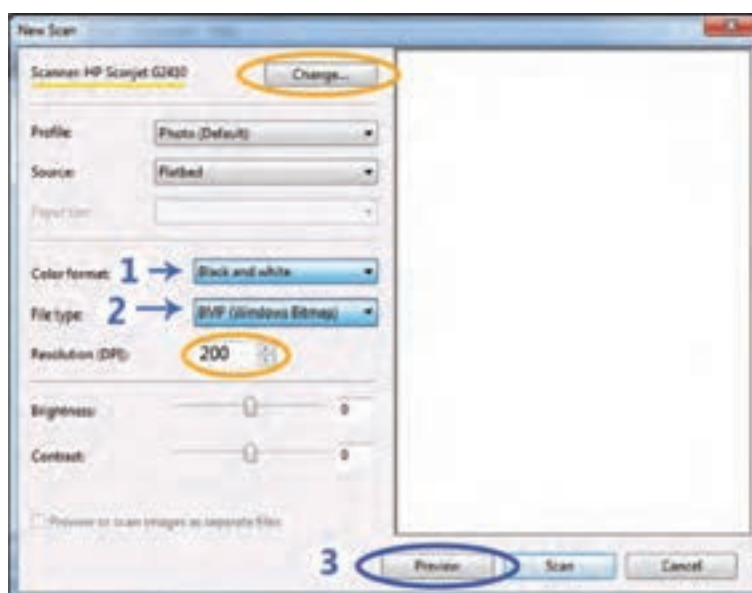 New Scan
Scanner: HP Scanjet G2410
Change...
Profile:
Photo (Default)
Source:
Flatbed
Paper size:
Color format:
1
Black and white
File type:
2
BMP (Windows Bitmap)
Resolution (DPI):
200
Brightness:
0
Contrast:
0
Preview or scan images as separate files
3
Preview
Scan
Cancel